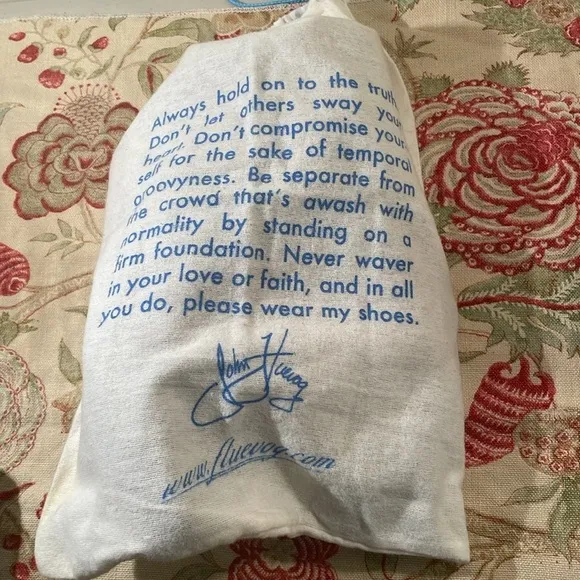 Always hold on to the truth.
Don't let others sway your
heart. Don't compromise your
self for the sake of temporal
groovyness. Be separate from
the crowd that's awash with
normality by standing on a
firm foundation. Never waver
in your love or faith, and in all
you do, please wear my shoes.
John Fluevog
www.fluevog.com